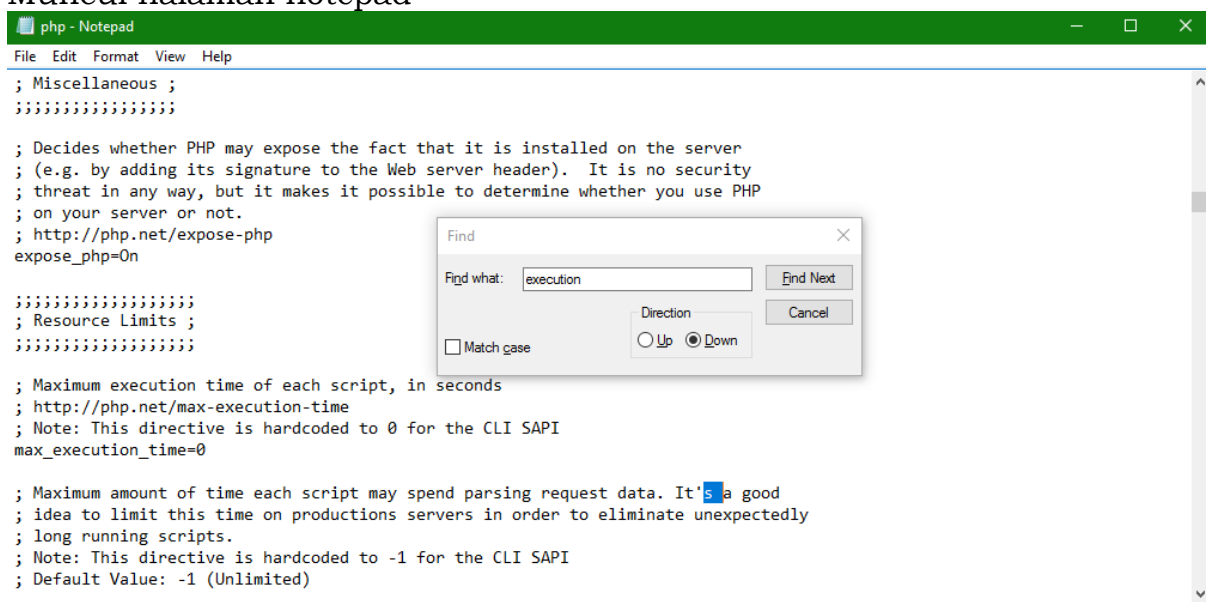 Muncul halaman notepad
php - Notepad
File Edit Format View Help
; Miscellaneous ;
;;;;;;;;;;;;;;;;;
; Decides whether PHP may expose the fact that it is installed on the server
; (e.g. by adding its signature to the Web server header).  It is no security
; threat in any way, but it makes it possible to determine whether you use PHP
; on your server or not.
; http://php.net/expose-php
expose_php=On
;;;;;;;;;;;;;;;;;;;
; Resource Limits ;
;;;;;;;;;;;;;;;;;;;
; Maximum execution time of each script, in seconds
; http://php.net/max-execution-time
; Note: This directive is hardcoded to 0 for the CLI SAPI
max_execution_time=0
; Maximum amount of time each script may spend parsing request data. It's a good
; idea to limit this time on productions servers in order to eliminate unexpectedly
; long running scripts.
; Note: This directive is hardcoded to -1 for the CLI SAPI
; Default Value: -1 (Unlimited)
Find
Find what: execution
Find Next
Direction
Cancel
Match case
Up Down